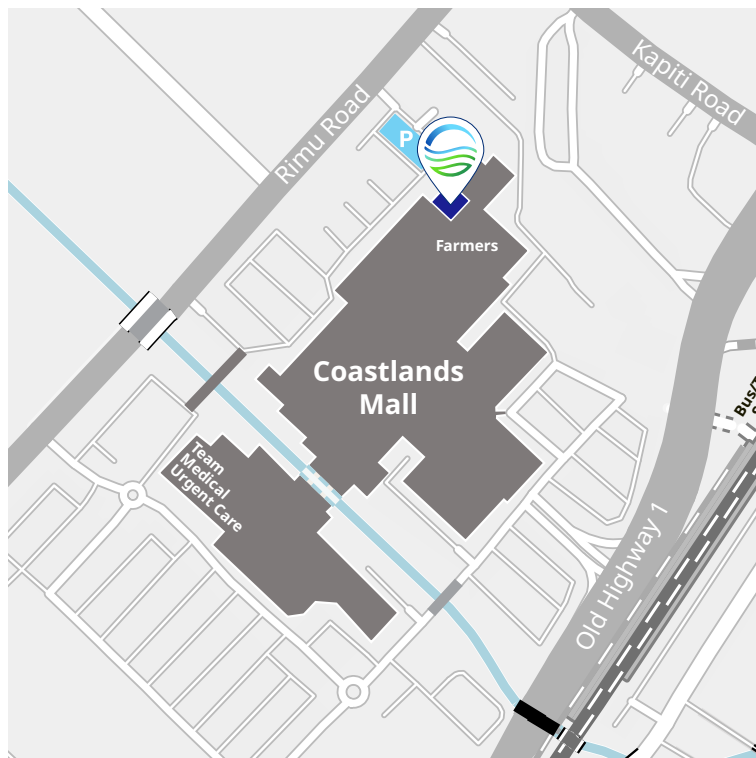 Kapiti Road
Rimu Road
P
Farmers
Coastlands
Mall
Team
Medical
Urgent Care
Old Highway 1